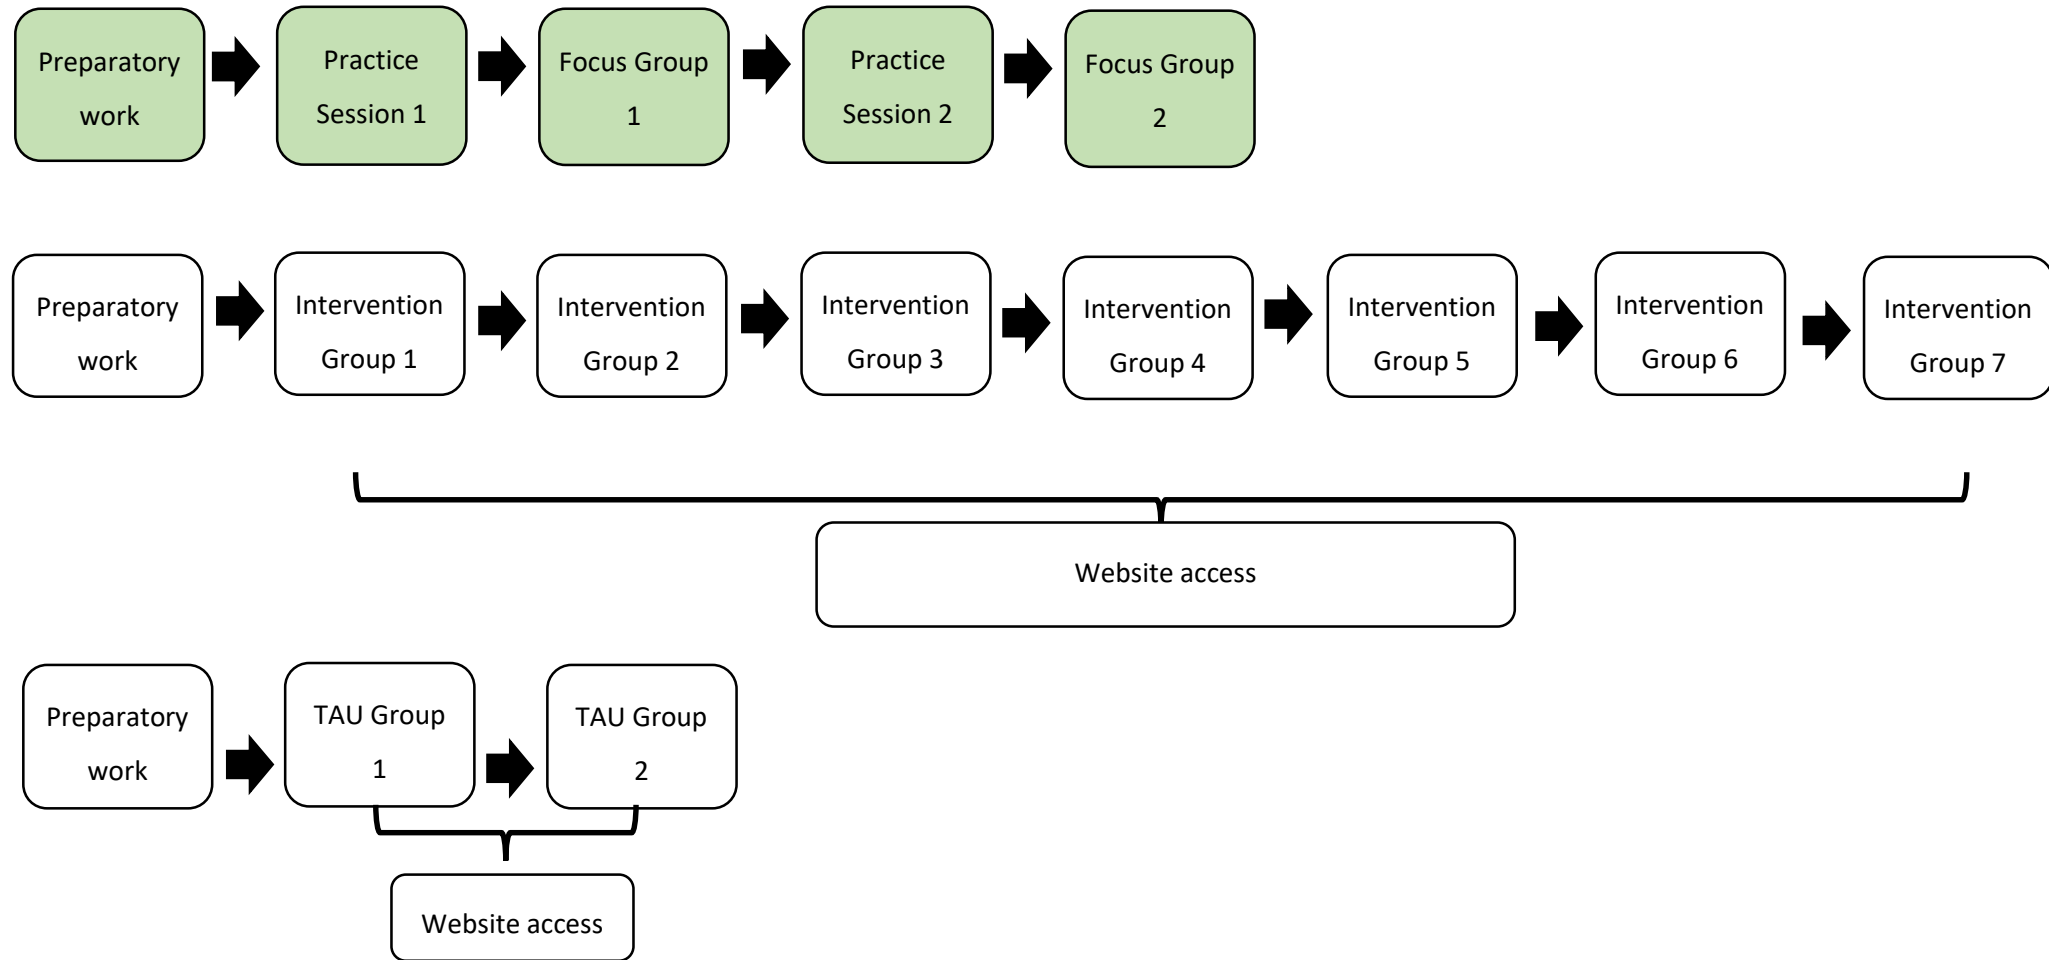 Preparatory
work
Practice
Session 1
Focus Group
1
Practice
Session 2
Focus Group
2
Preparatory
work
Intervention
Group 1
Intervention
Group 2
Intervention
Group 3
Intervention
Group 4
Intervention
Group 5
Intervention
Group 6
Intervention
Group 7
Website access
Preparatory
work
TAU Group
1
TAU Group
2
Website access